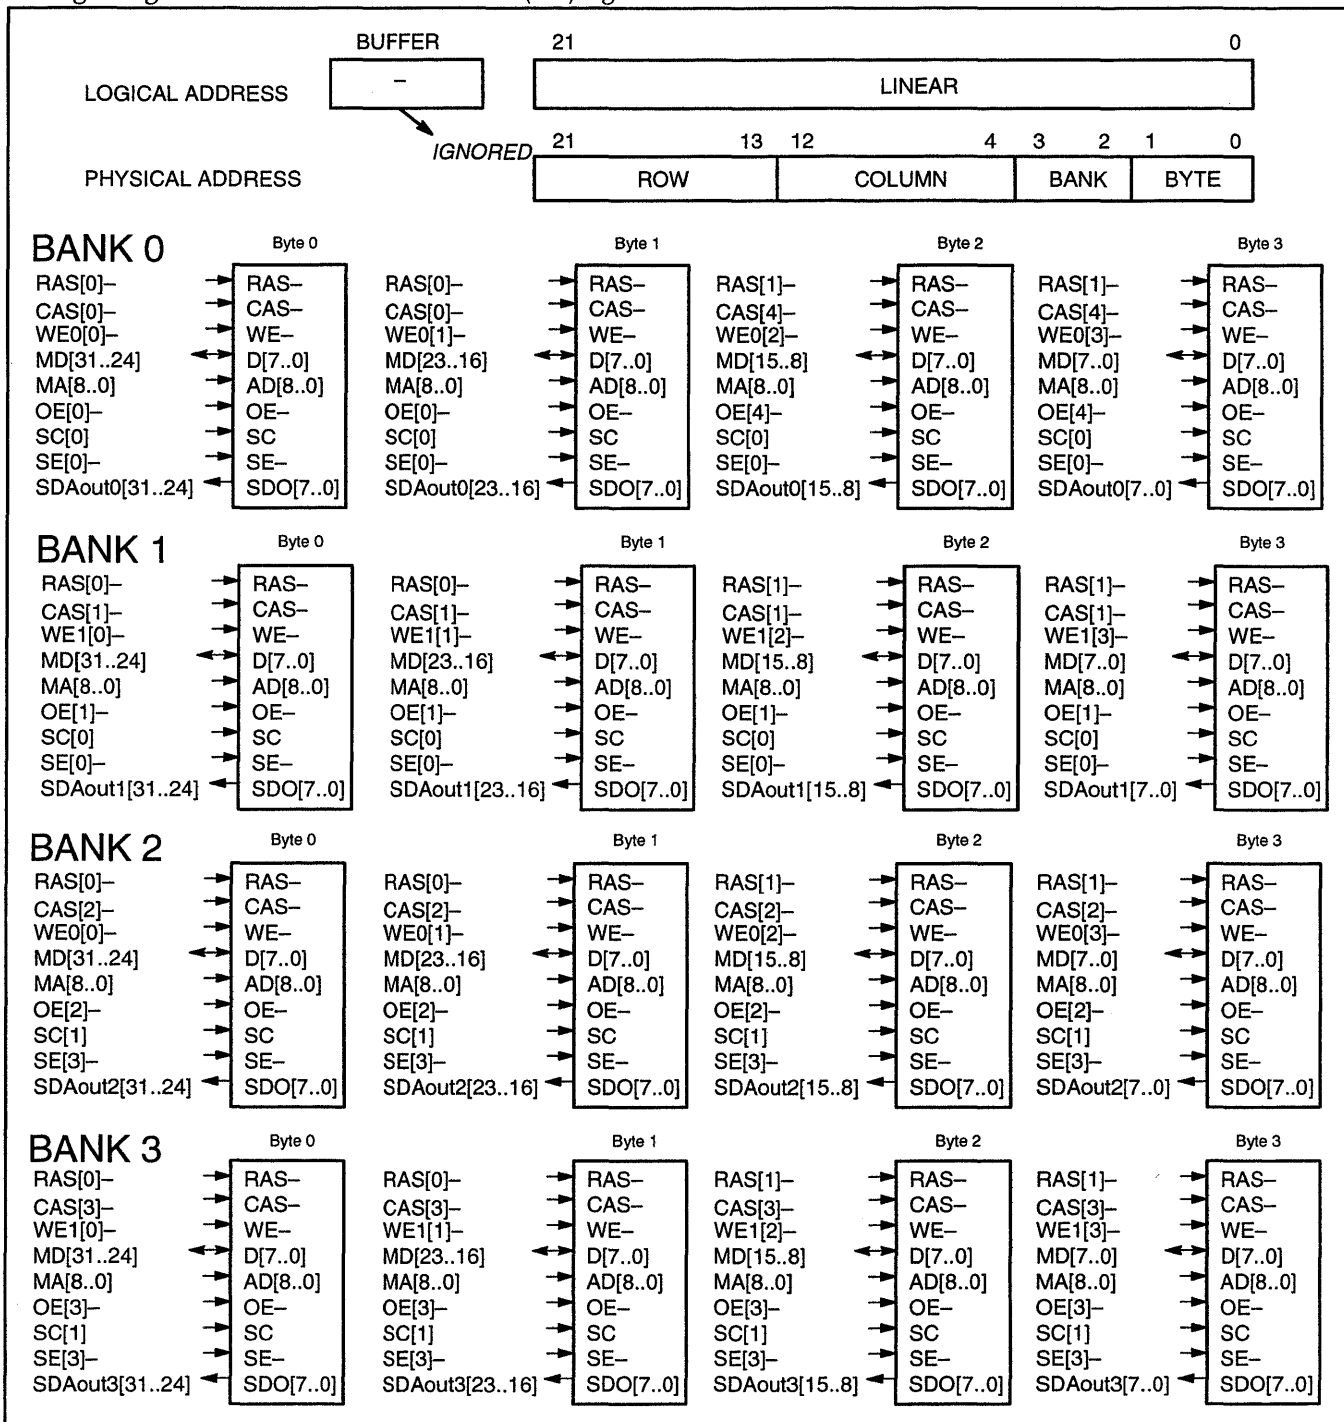 BUFFER 21 0
LOGICAL ADDRESS – LINEAR
IGNORED 21 13 12 4 3 2 1 0
PHYSICAL ADDRESS ROW COLUMN BANK BYTE
BANK 0 Byte 0 Byte 1 Byte 2 Byte 3
RAS[0]– RAS– RAS[0]– RAS– RAS[1]– RAS– RAS[1]– RAS–
CAS[0]– CAS– CAS[0]– CAS– CAS[4]– CAS– CAS[4]– CAS–
WE0[0]– WE– WE0[1]– WE– WE0[2]– WE– WE0[3]– WE–
MD[31..24] D[7..0] MD[23..16] D[7..0] MD[15..8] D[7..0] MD[7..0] D[7..0]
MA[8..0] AD[8..0] MA[8..0] AD[8..0] MA[8..0] AD[8..0] MA[8..0] AD[8..0]
OE[0]– OE– OE[0]– OE– OE[4]– OE– OE[4]– OE–
SC[0] SC SC[0] SC SC[0] SC SC[0] SC
SE[0]– SE– SE[0]– SE– SE[0]– SE– SE[0]– SE–
SDAout0[31..24] SDO[7..0] SDAout0[23..16] SDO[7..0] SDAout0[15..8] SDO[7..0] SDAout0[7..0] SDO[7..0]
BANK 1 Byte 0 Byte 1 Byte 2 Byte 3
RAS[0]– RAS– RAS[0]– RAS– RAS[1]– RAS– RAS[1]– RAS–
CAS[1]– CAS– CAS[1]– CAS– CAS[1]– CAS– CAS[1]– CAS–
WE1[0]– WE– WE1[1]– WE– WE1[2]– WE– WE1[3]– WE–
MD[31..24] D[7..0] MD[23..16] D[7..0] MD[15..8] D[7..0] MD[7..0] D[7..0]
MA[8..0] AD[8..0] MA[8..0] AD[8..0] MA[8..0] AD[8..0] MA[8..0] AD[8..0]
OE[1]– OE– OE[1]– OE– OE[1]– OE– OE[1]– OE–
SC[0] SC SC[0] SC SC[0] SC SC[0] SC
SE[0]– SE– SE[0]– SE– SE[0]– SE– SE[0]– SE–
SDAout1[31..24] SDO[7..0] SDAout1[23..16] SDO[7..0] SDAout1[15..8] SDO[7..0] SDAout1[7..0] SDO[7..0]
BANK 2 Byte 0 Byte 1 Byte 2 Byte 3
RAS[0]– RAS– RAS[0]– RAS– RAS[1]– RAS– RAS[1]– RAS–
CAS[2]– CAS– CAS[2]– CAS– CAS[2]– CAS– CAS[2]– CAS–
WE0[0]– WE– WE0[1]– WE– WE0[2]– WE– WE0[3]– WE–
MD[31..24] D[7..0] MD[23..16] D[7..0] MD[15..8] D[7..0] MD[7..0] D[7..0]
MA[8..0] AD[8..0] MA[8..0] AD[8..0] MA[8..0] AD[8..0] MA[8..0] AD[8..0]
OE[2]– OE– OE[2]– OE– OE[2]– OE– OE[2]– OE–
SC[1] SC SC[1] SC SC[1] SC SC[1] SC
SE[3]– SE– SE[3]– SE– SE[3]– SE– SE[3]– SE–
SDAout2[31..24] SDO[7..0] SDAout2[23..16] SDO[7..0] SDAout2[15..8] SDO[7..0] SDAout2[7..0] SDO[7..0]
BANK 3 Byte 0 Byte 1 Byte 2 Byte 3
RAS[0]– RAS– RAS[0]– RAS– RAS[1]– RAS– RAS[1]– RAS–
CAS[3]– CAS– CAS[3]– CAS– CAS[3]– CAS– CAS[3]– CAS–
WE1[0]– WE– WE1[1]– WE– WE1[2]– WE– WE1[3]– WE–
MD[31..24] D[7..0] MD[23..16] D[7..0] MD[15..8] D[7..0] MD[7..0] D[7..0]
MA[8..0] AD[8..0] MA[8..0] AD[8..0] MA[8..0] AD[8..0] MA[8..0] AD[8..0]
OE[3]– OE– OE[3]– OE– OE[3]– OE– OE[3]– OE–
SC[1] SC SC[1] SC SC[1] SC SC[1] SC
SE[3]– SE– SE[3]– SE– SE[3]– SE– SE[3]– SE–
SDAout3[31..24] SDO[7..0] SDAout3[23..16] SDO[7..0] SDAout3[15..8] SDO[7..0] SDAout3[7..0] SDO[7..0]